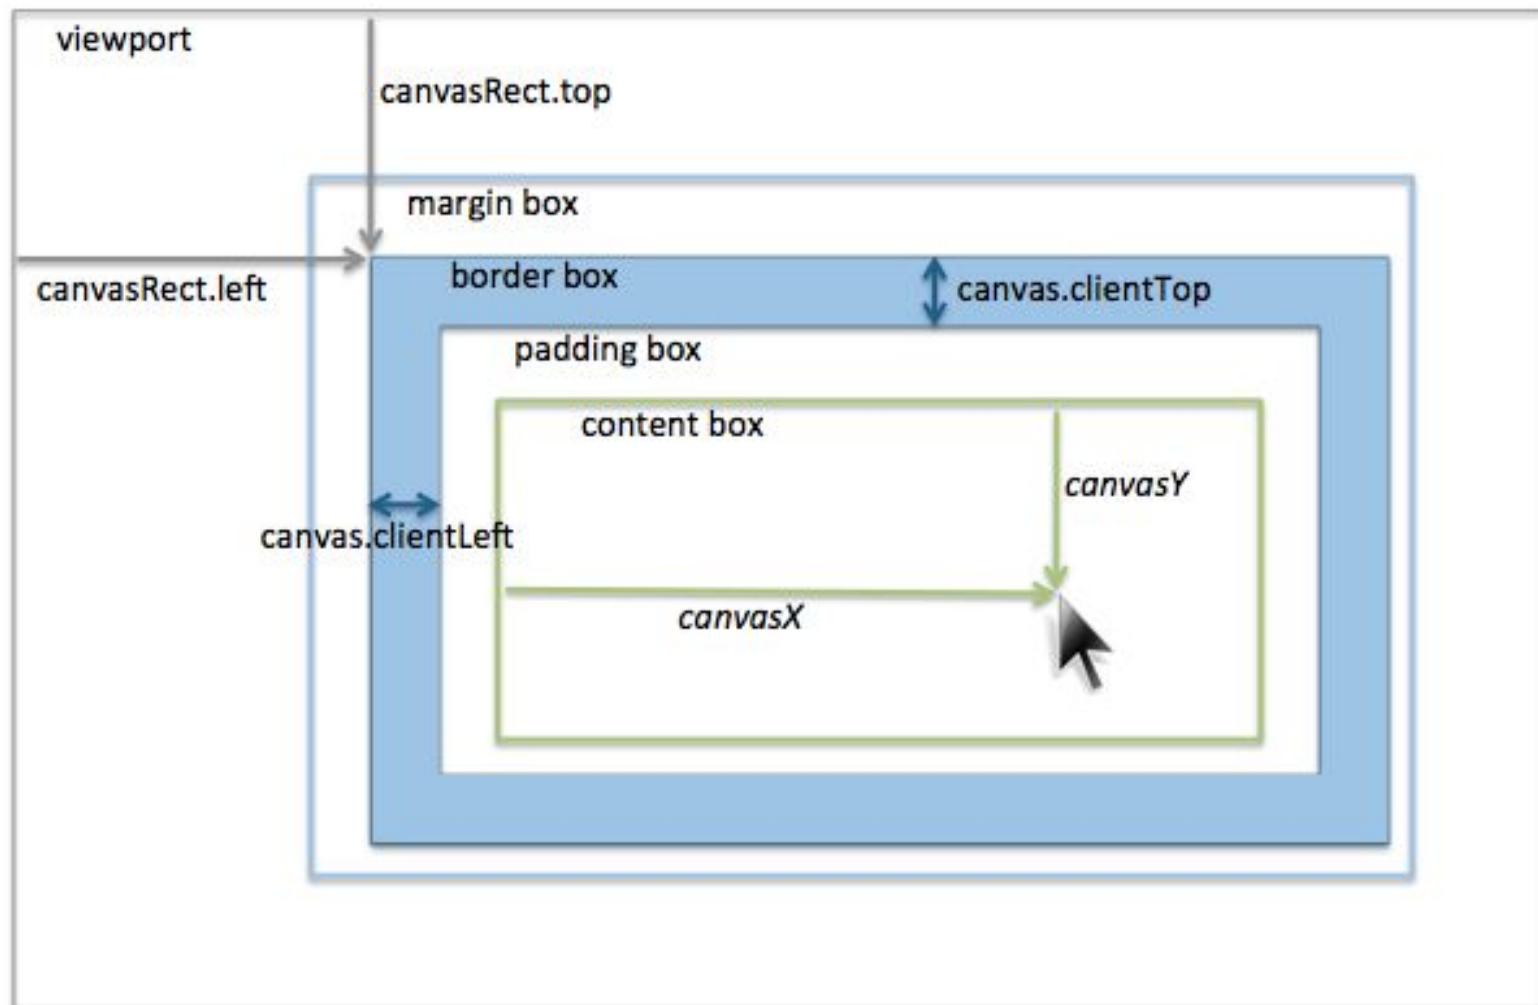 viewport
canvasRect.top
margin box
border box
canvasRect.left
canvas.clientTop
padding box
content box
canvasY
canvas.clientLeft
canvasX